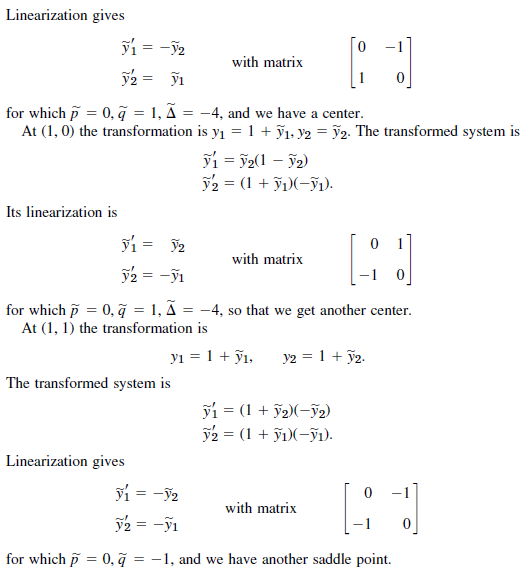 Linearization gives
ỹ₁′ = −ỹ₂
ỹ₂′ = ỹ₁
with matrix
[0 −1]
[1 0]
for which p̃ = 0, q̃ = 1, Δ̃ = −4, and we have a center.
At (1, 0) the transformation is y₁ = 1 + ỹ₁, y₂ = ỹ₂. The transformed system is
ỹ₁′ = ỹ₂(1 − ỹ₂)
ỹ₂′ = (1 + ỹ₁)(−ỹ₁).
Its linearization is
ỹ₁′ = ỹ₂
ỹ₂′ = −ỹ₁
with matrix
[0 1]
[−1 0]
for which p̃ = 0, q̃ = 1, Δ̃ = −4, so that we get another center.
At (1, 1) the transformation is
y₁ = 1 + ỹ₁, y₂ = 1 + ỹ₂.
The transformed system is
ỹ₁′ = (1 + ỹ₂)(−ỹ₂)
ỹ₂′ = (1 + ỹ₁)(−ỹ₁).
Linearization gives
ỹ₁′ = −ỹ₂
ỹ₂′ = −ỹ₁
with matrix
[0 −1]
[−1 0]
for which p̃ = 0, q̃ = −1, and we have another saddle point.